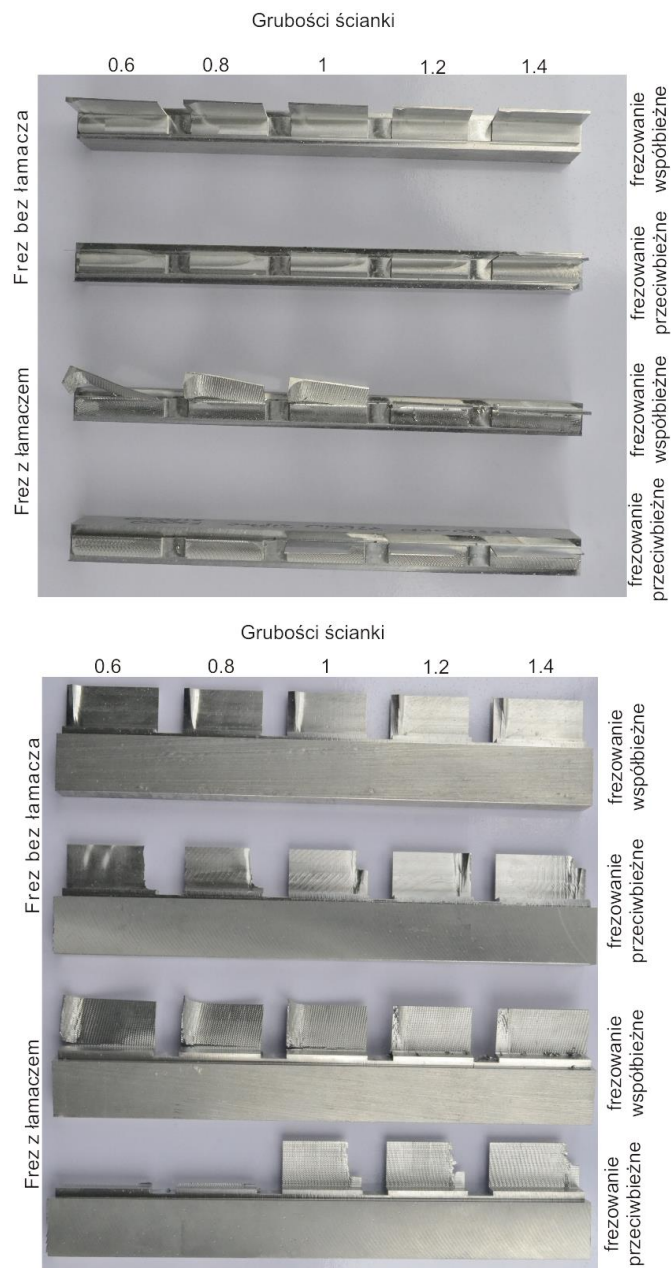 Grubości ścianki
0.6 0.8 1 1.2 1.4
Frez bez łamacza
frezowanie
współbieżne
frezowanie
przeciwbieżne
Frez z łamaczem
frezowanie
współbieżne
frezowanie
przeciwbieżne
Grubości ścianki
0.6 0.8 1 1.2 1.4
Frez bez łamacza
frezowanie
współbieżne
frezowanie
przeciwbieżne
Frez z łamaczem
frezowanie
współbieżne
frezowanie
przeciwbieżne